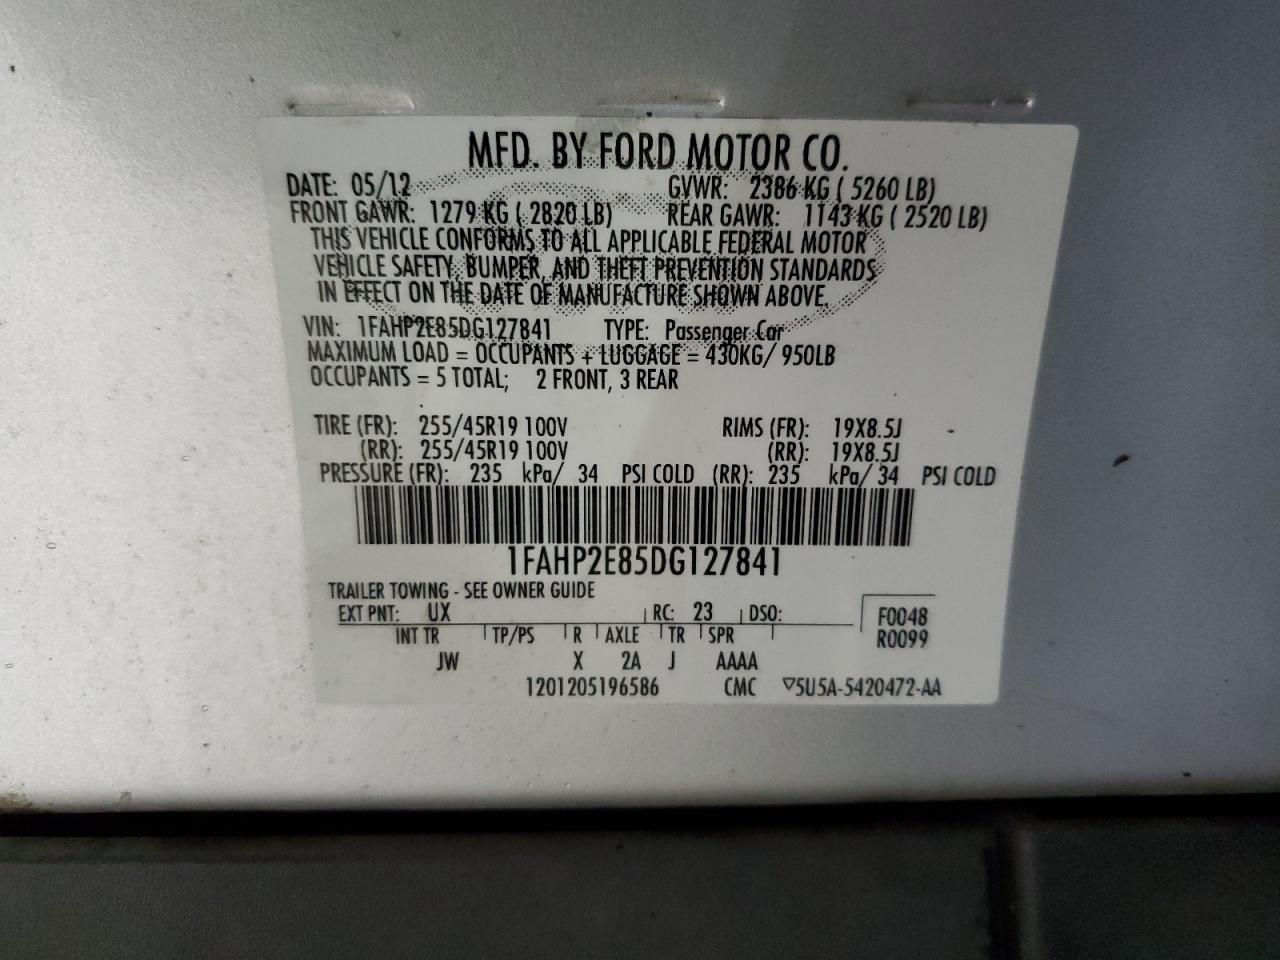 MFD. BY FORD MOTOR CO.
DATE: 05/12 GVWR: 2386 KG ( 5260 LB)
FRONT GAWR: 1279 KG ( 2820 LB) REAR GAWR: 1143 KG ( 2520 LB)
THIS VEHICLE CONFORMS TO ALL APPLICABLE FEDERAL MOTOR
VEHICLE SAFETY, BUMPER, AND THEFT PREVENTION STANDARDS
IN EFFECT ON THE DATE OF MANUFACTURE SHOWN ABOVE.
VIN: 1FAHP2E85DG127841 TYPE: Passenger Car
MAXIMUM LOAD = OCCUPANTS + LUGGAGE = 430KG/ 950LB
OCCUPANTS = 5 TOTAL; 2 FRONT, 3 REAR
TIRE (FR): 255/45R19 100V RIMS (FR): 19X8.5J
(RR): 255/45R19 100V (RR): 19X8.5J
PRESSURE (FR): 235 kPa/ 34 PSI COLD (RR): 235 kPa/ 34 PSI COLD
1FAHP2E85DG127841
TRAILER TOWING - SEE OWNER GUIDE
EXT PNT: UX RC: 23 DSO: F0048
INT TR TP/PS R AXLE TR SPR R0099
JW X 2A J AAAA
1201205196586 CMC ▽5U5A-5420472-AA